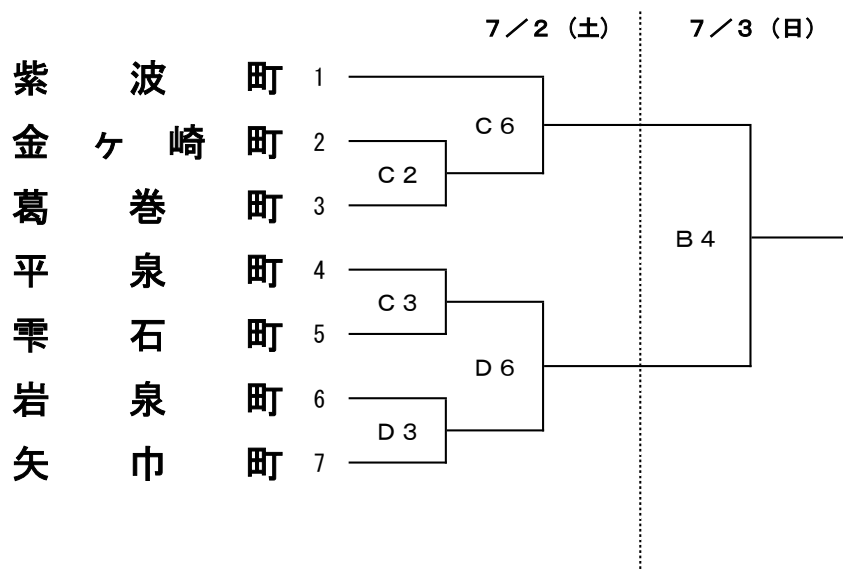 7／2（土） 7／3（日）
紫波町 1
C6
金ヶ崎町 2
C2
葛巻町 3
B4
平泉町 4
C3
雫石町 5
D6
岩泉町 6
D3
矢巾町 7